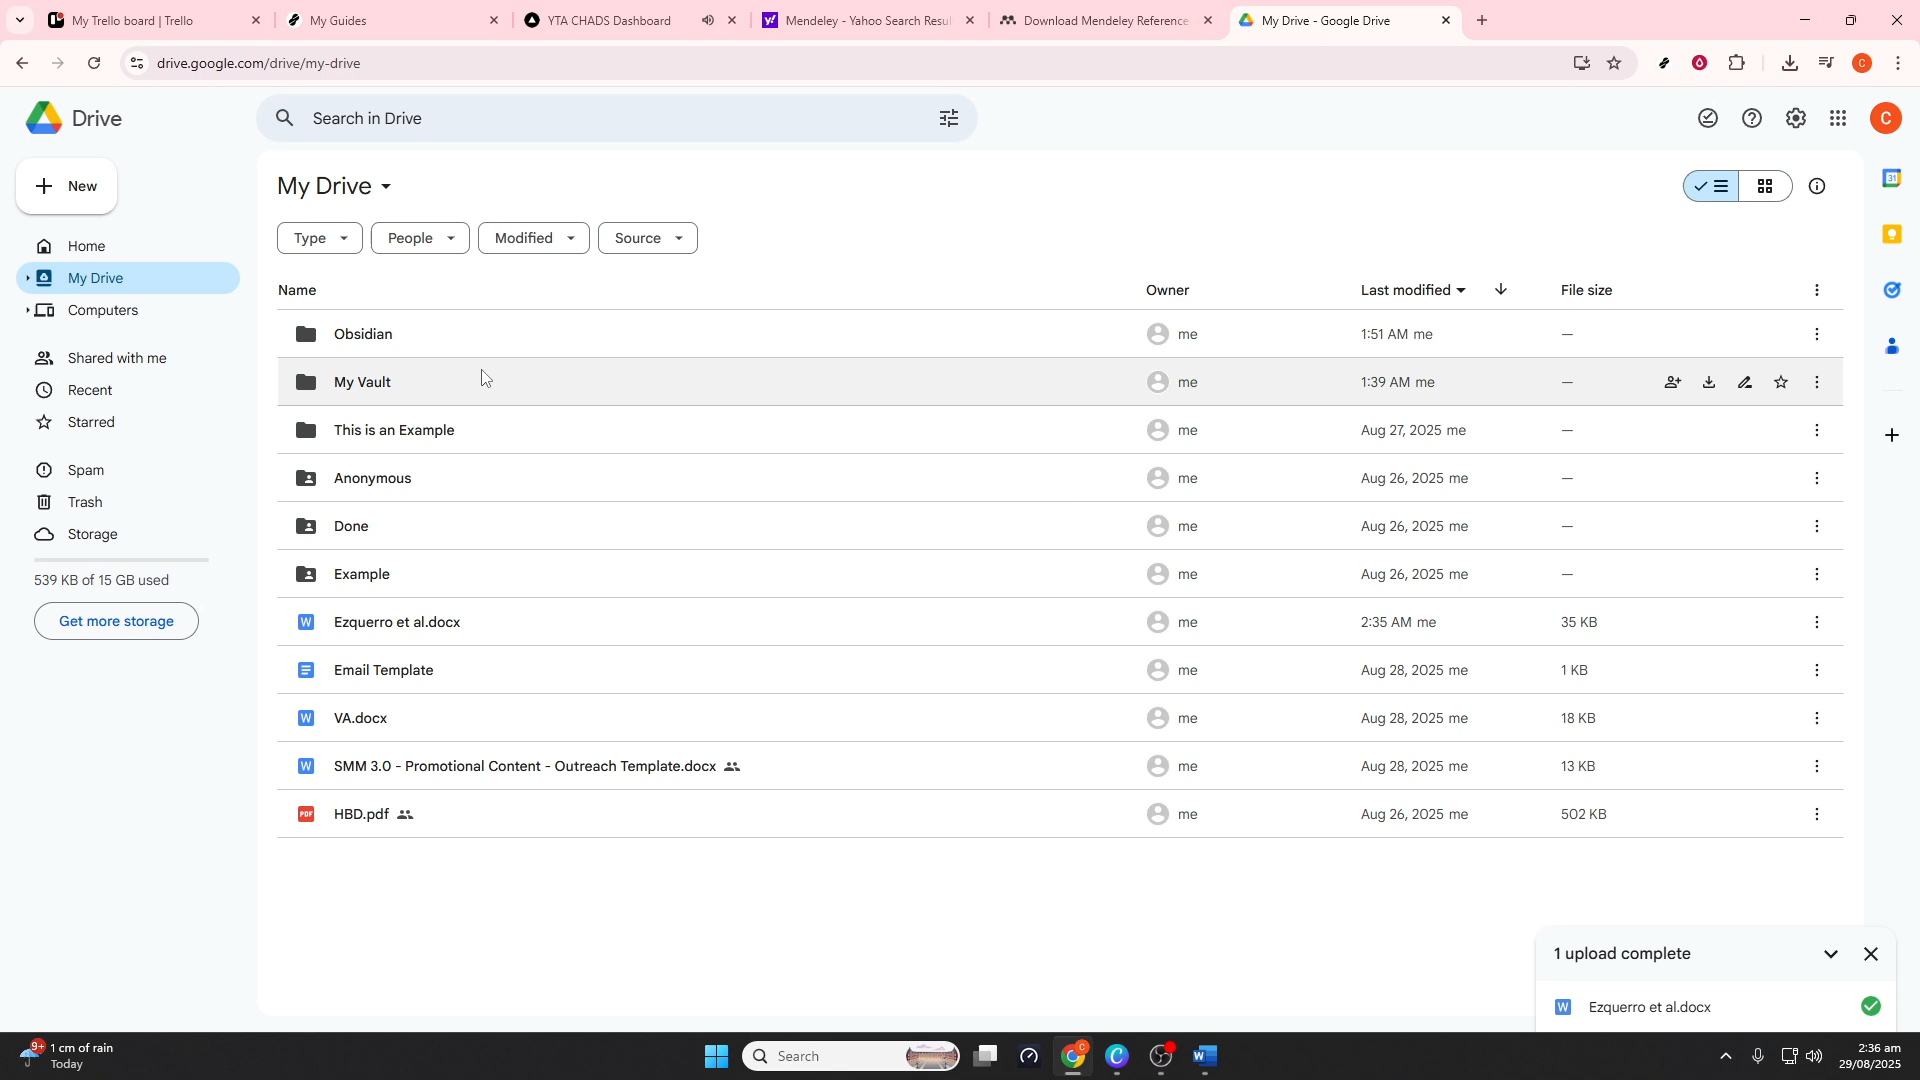 My Trello board | Trello
My Guides
YTA CHADS Dashboard
Mendeley - Yahoo Search Resul
Download Mendeley Reference
My Drive - Google Drive
drive.google.com/drive/my-drive
C
Drive
Search in Drive
C
New
My Drive
Home
My Drive
Computers
Shared with me
Recent
Starred
Spam
Trash
Storage
539 KB of 15 GB used
Get more storage
Type
People
Modified
Source
Name Owner Last modified File size
Obsidian me 1:51 AM me —
My Vault me 1:39 AM me —
This is an Example me Aug 27, 2025 me —
Anonymous me Aug 26, 2025 me —
Done me Aug 26, 2025 me —
Example me Aug 26, 2025 me —
W Ezquerro et al.docx me 2:35 AM me 35 KB
Email Template me Aug 28, 2025 me 1 KB
W VA.docx me Aug 28, 2025 me 18 KB
W SMM 3.0 - Promotional Content - Outreach Template.docx me Aug 28, 2025 me 13 KB
PDF HBD.pdf me Aug 26, 2025 me 502 KB
31
1 upload complete
W Ezquerro et al.docx
9+
1 cm of rain
Today
Search
C
W
2:36 am
29/08/2025